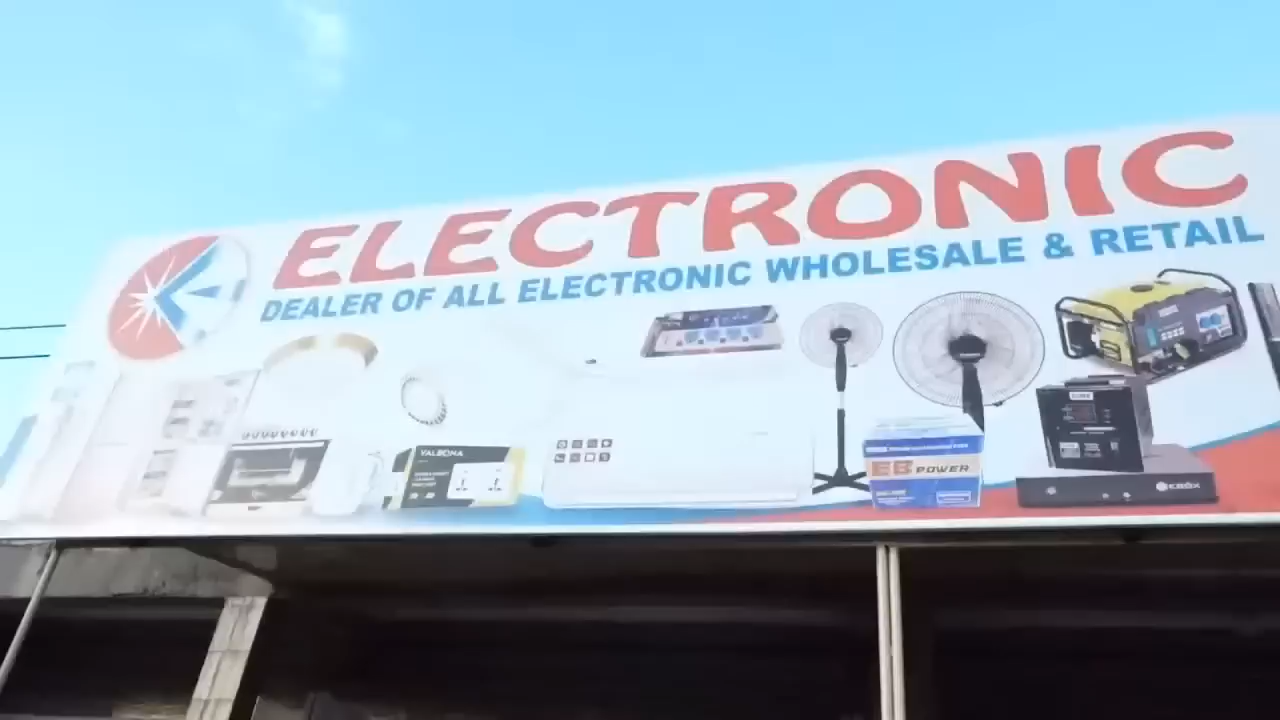 ELECTRONIC
DEALER OF ALL ELECTRONIC WHOLESALE & RETAIL
VALBONA
EB POWER